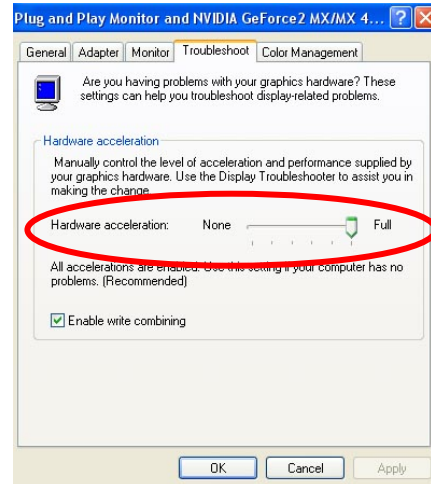 Plug and Play Monitor and NVIDIA GeForce2 MX/MX 4...
General Adapter Monitor Troubleshoot Color Management
Are you having problems with your graphics hardware? These
settings can help you troubleshoot display-related problems.
Hardware acceleration
Manually control the level of acceleration and performance supplied by
your graphics hardware. Use the Display Troubleshooter to assist you in
making the change.
Hardware acceleration: None Full
All accelerations are enabled. Use this setting if your computer has no
problems. (Recommended)
Enable write combining
OK Cancel Apply